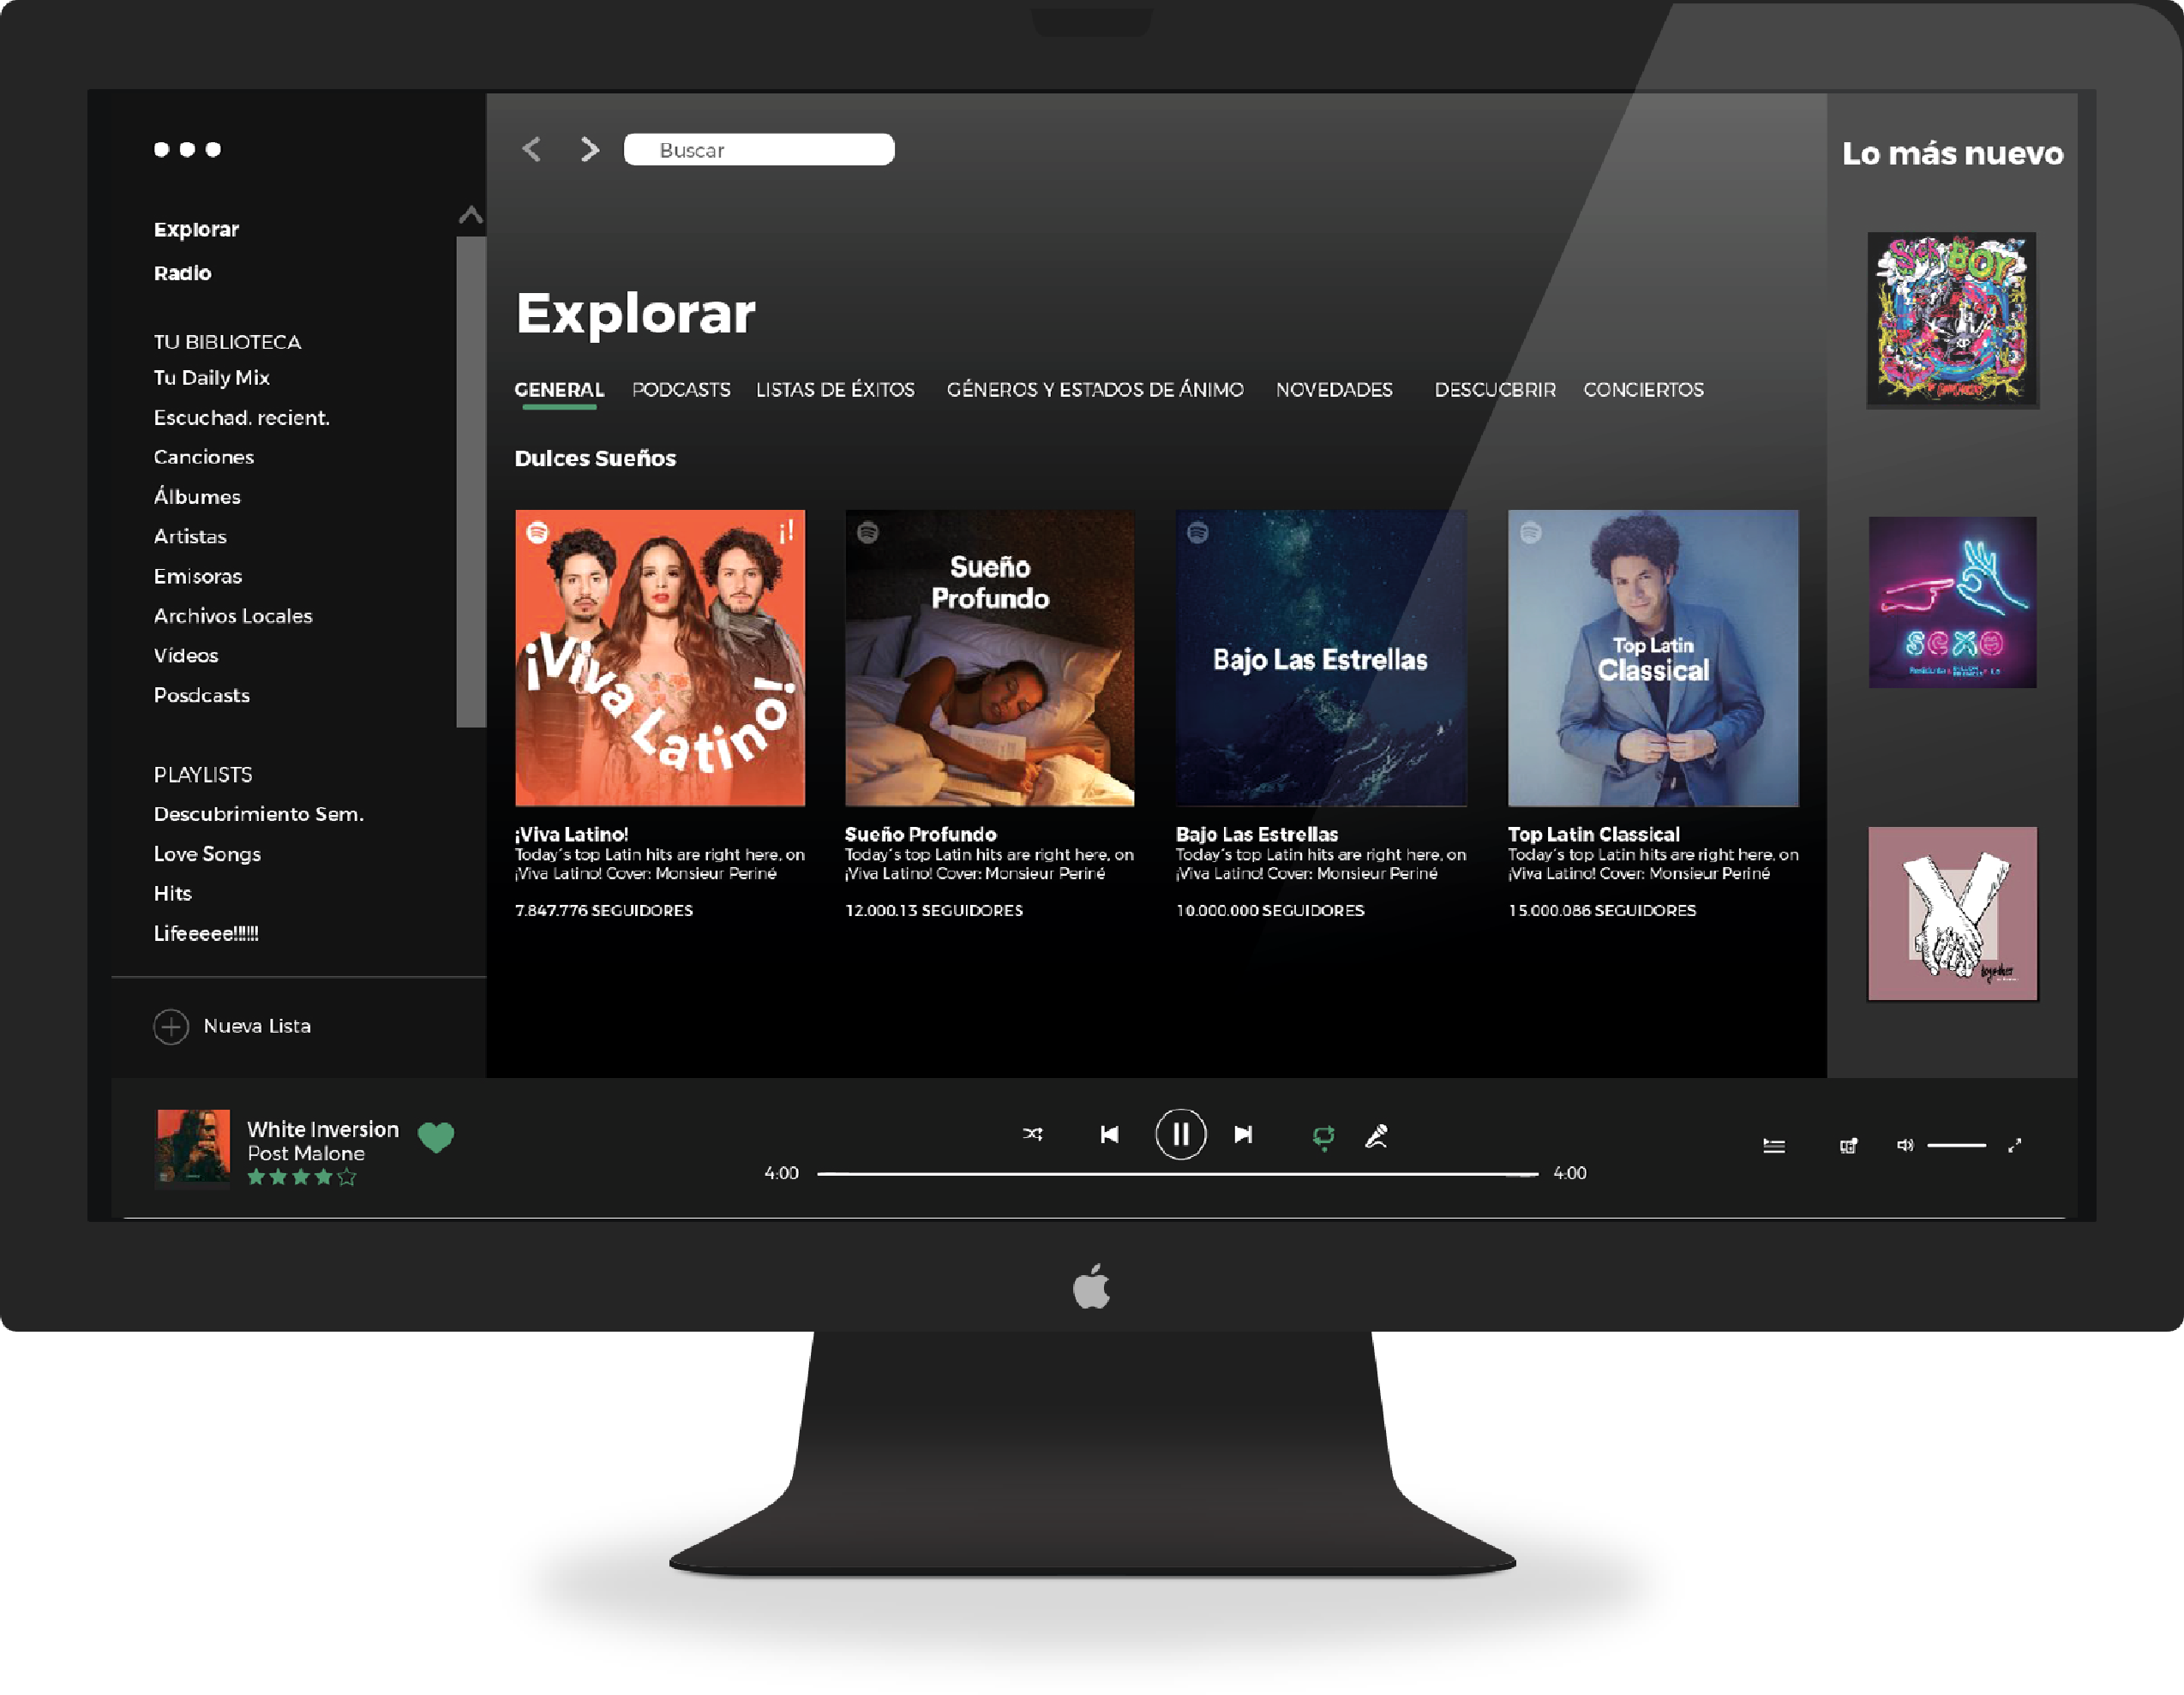 Explorar
Radio
TU BIBLIOTECA
Tu Daily Mix
Escuchad. recient.
Canciones
Álbumes
Artistas
Emisoras
Archivos Locales
Vídeos
Posdcasts
PLAYLISTS
Descubrimiento Sem.
Love Songs
Hits
Lifeeeee!!!!!!
Nueva Lista
Buscar
Explorar
GENERAL PODCASTS LISTAS DE ÉXITOS GÉNEROS Y ESTADOS DE ÁNIMO NOVEDADES DESCUCBRIR CONCIERTOS
Dulces Sueños
¡!
¡Viva Latino!
¡Viva Latino!
Today´s top Latin hits are right here, on
¡Viva Latino! Cover: Monsieur Periné
7.847.776 SEGUIDORES
Sueño
Profundo
Sueño Profundo
Today´s top Latin hits are right here, on
¡Viva Latino! Cover: Monsieur Periné
12.000.13 SEGUIDORES
Bajo Las Estrellas
Bajo Las Estrellas
Today´s top Latin hits are right here, on
¡Viva Latino! Cover: Monsieur Periné
10.000.000 SEGUIDORES
Top Latin
Classical
Top Latin Classical
Today´s top Latin hits are right here, on
¡Viva Latino! Cover: Monsieur Periné
15.000.086 SEGUIDORES
Lo más nuevo
SICK BOY
SEXO
together
White Inversion
Post Malone
4:00
4:00